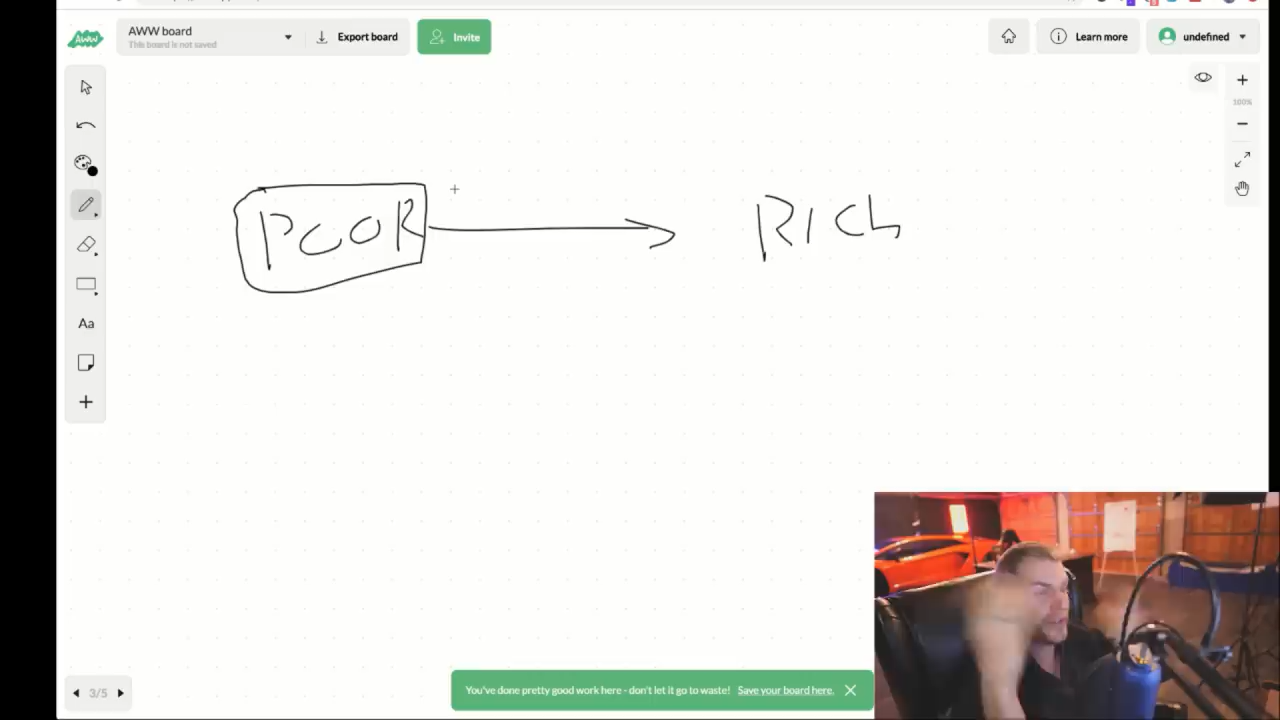 AWW
AWW board
This board is not saved
Export board
Invite
Learn more
undefined
100%
POOR
RICh
Aa
3/5
You've done pretty good work here - don't let it go to waste! Save your board here.